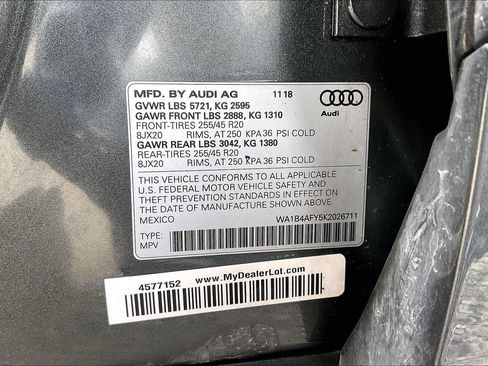 MFD. BY AUDI AG 11 18
GVWR LBS 5721, KG 2595
GAWR FRONT LBS 2888, KG 1310
FRONT-TIRES 255/45 R20
8JX20 RIMS, AT 250 KPA 36 PSI COLD
GAWR REAR LBS 3042, KG 1380
REAR-TIRES 255/45 R20
8JX20 RIMS, AT 250 KPA 36 PSI COLD
Audi
THIS VEHICLE CONFORMS TO ALL APPLICABLE
U.S. FEDERAL MOTOR VEHICLE SAFETY AND
THEFT PREVENTION STANDARDS IN EFFECT ON
THE DATE OF MANUFACTURE SHOWN ABOVE.
MEXICO WA1B4AFY5K2026711
TYPE:
MPV
4577152 www.MyDealerLot.com